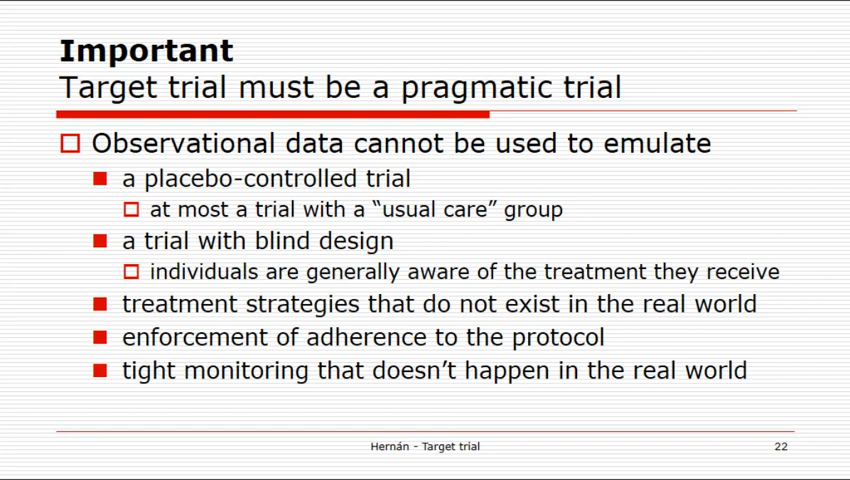 Important
Target trial must be a pragmatic trial
Observational data cannot be used to emulate
a placebo-controlled trial
at most a trial with a “usual care” group
a trial with blind design
individuals are generally aware of the treatment they receive
treatment strategies that do not exist in the real world
enforcement of adherence to the protocol
tight monitoring that doesn’t happen in the real world
Hernán - Target trial
22